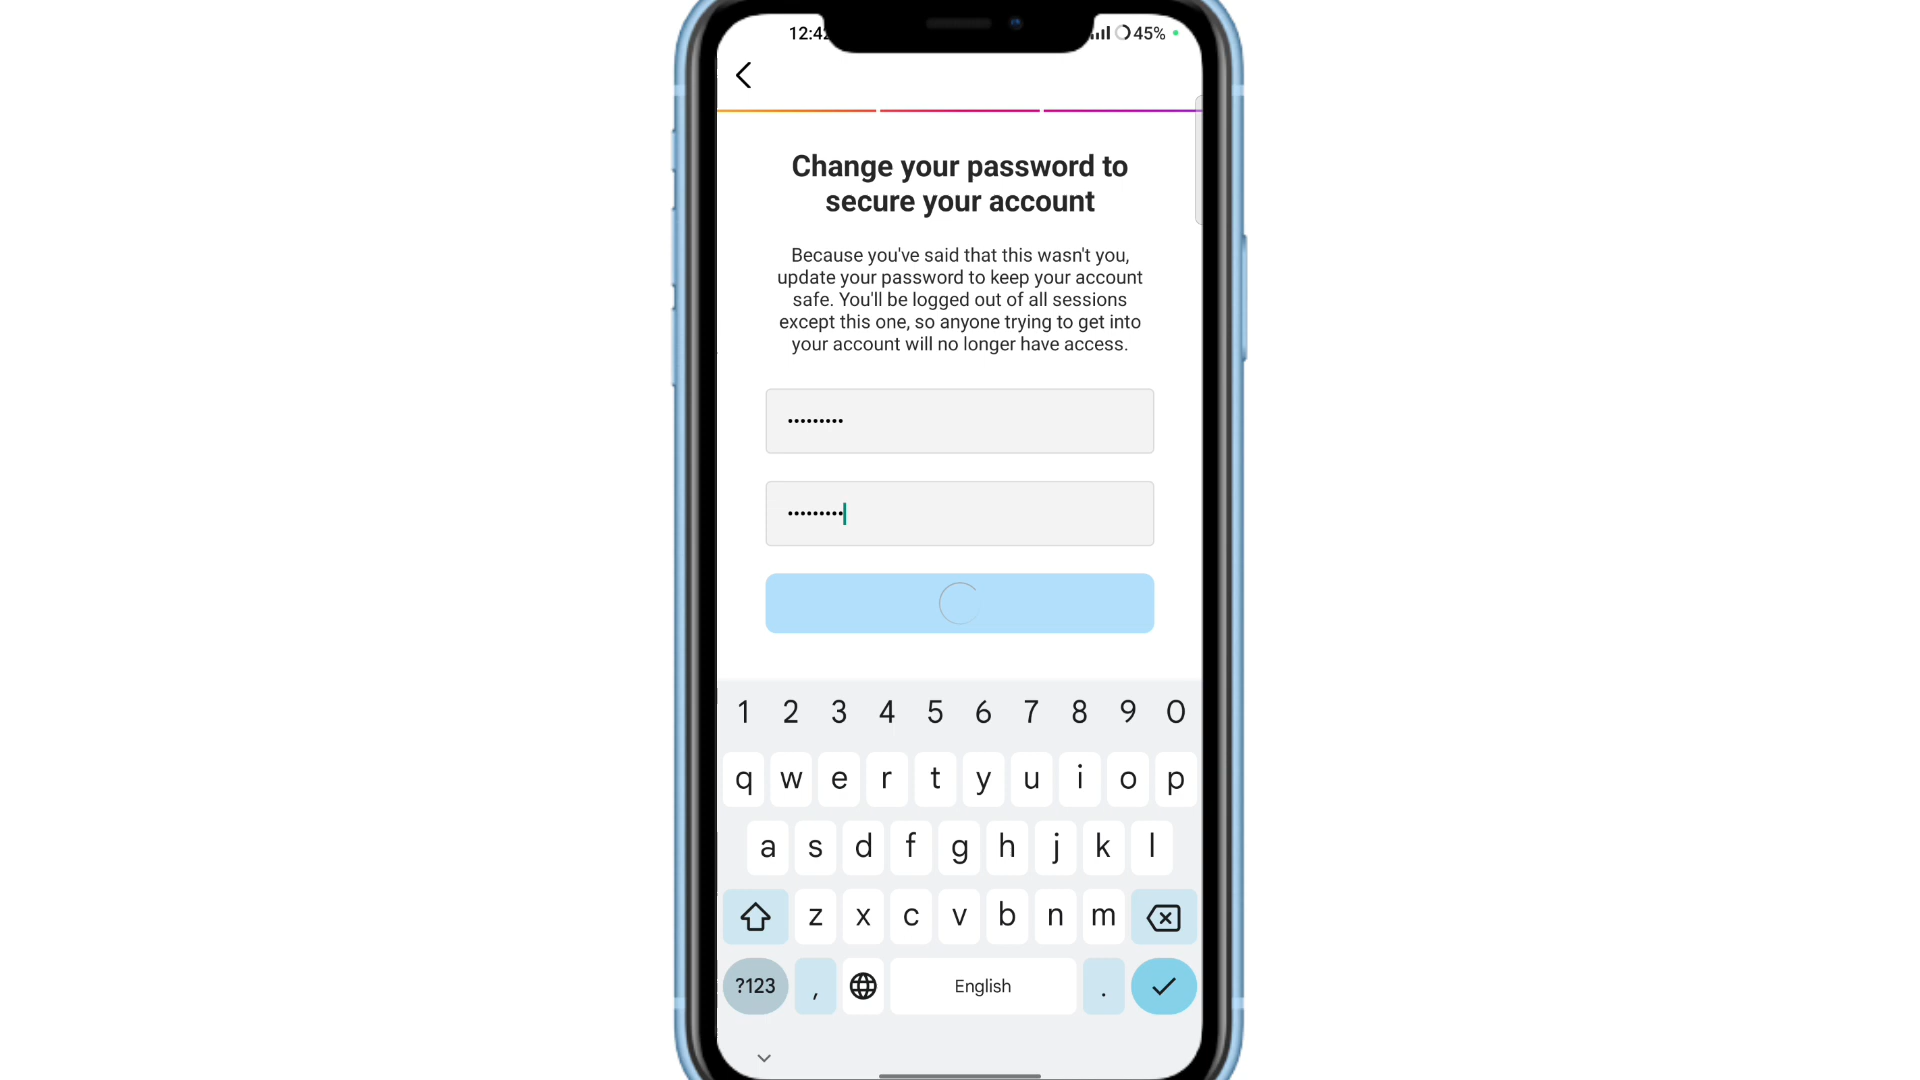 12:42
45%
Change your password to
secure your account
Because you've said that this wasn't you,
update your password to keep your account
safe. You'll be logged out of all sessions
except this one, so anyone trying to get into
your account will no longer have access.
•••••••••
•••••••••
1 2 3 4 5 6 7 8 9 0
q w e r t y u i o p
a s d f g h j k l
z x c v b n m
?123 , English .